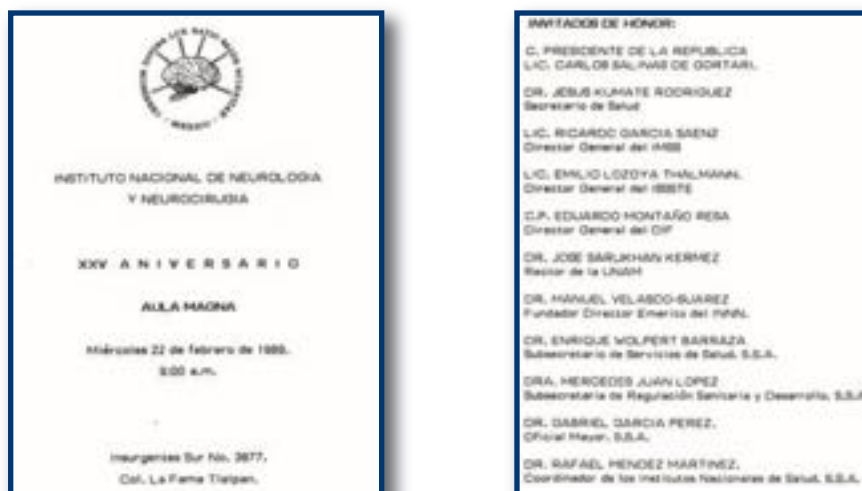 INSTITUTO NACIONAL DE NEUROLOGIA
Y NEUROCIRUGIA
XXV ANIVERSARIO
AULA MAGNA
Miércoles 22 de febrero de 1989.
9:00 a.m.
Insurgentes Sur No. 3877.
Col. La Fama Tlalpan.
INVITADOS DE HONOR:
C. PRESIDENTE DE LA REPUBLICA
LIC. CARLOS SALINAS DE GORTARI.
DR. JESUS KUMATE RODRIGUEZ
Secretario de Salud
LIC. RICARDO GARCIA SAENZ
Director General del IMSS
LIC. EMILIO LOZOYA THALMANN.
Director General del ISSSTE
C.P. EDUARDO MONTAÑO
Director General del DIF
DR. JOSE SARUKHAN KERMEZ
Rector de la UNAM
DR. MANUEL VELASCO-SUAREZ
Fundador Director Emerito del INNN.
DR. ENRIQUE WOLPERT BARRAZA
Subsecretario de Servicios de Salud. S.S.A.
DRA. MERCEDES JUAN LOPEZ
Subsecretaria de Regulación Sanitaria y Desarrollo, S.S.A
DR. GABRIEL GARCIA PEREZ.
Oficial Mayor. S.S.A.
DR. RAFAEL MENDEZ MARTINEZ.
Coordinador de los Institutos Nacionales de Salud. S.S.A.